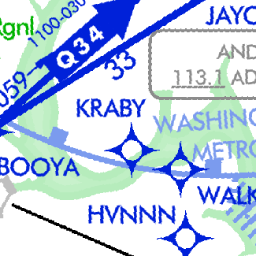 JAYC
Rgnl
1100-030
Q34
059
33
AND
113.1 AD
KRABY
WASHING
METRO
BOOYA
WALK
HVNNN